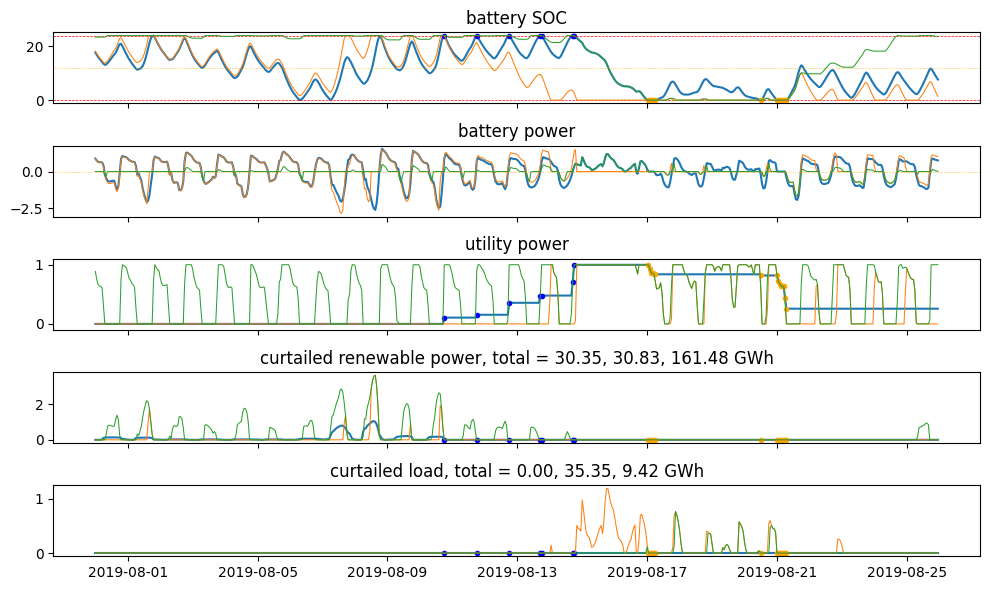 battery SOC
20
0
battery power
0.0
−2.5
utility power
1
0
curtailed renewable power, total = 30.35, 30.83, 161.48 GWh
2
0
curtailed load, total = 0.00, 35.35, 9.42 GWh
1
0
2019-08-01 2019-08-05 2019-08-09 2019-08-13 2019-08-17 2019-08-21 2019-08-25